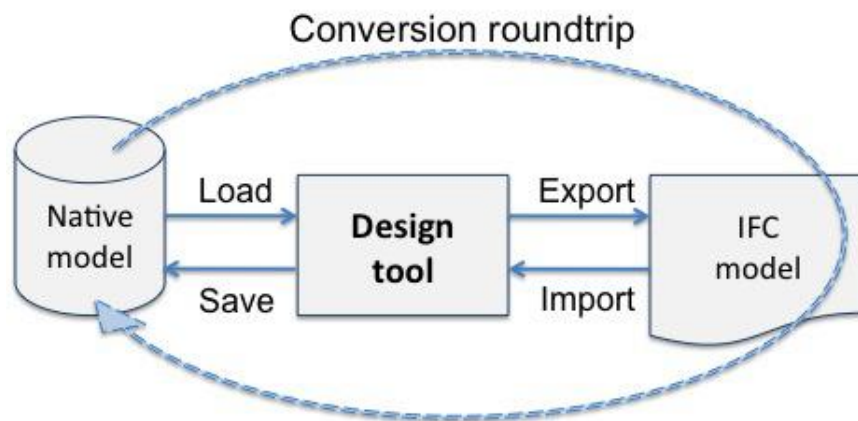 Conversion roundtrip
Load
Export
Native
model
Design
tool
IFC
model
Save
Import